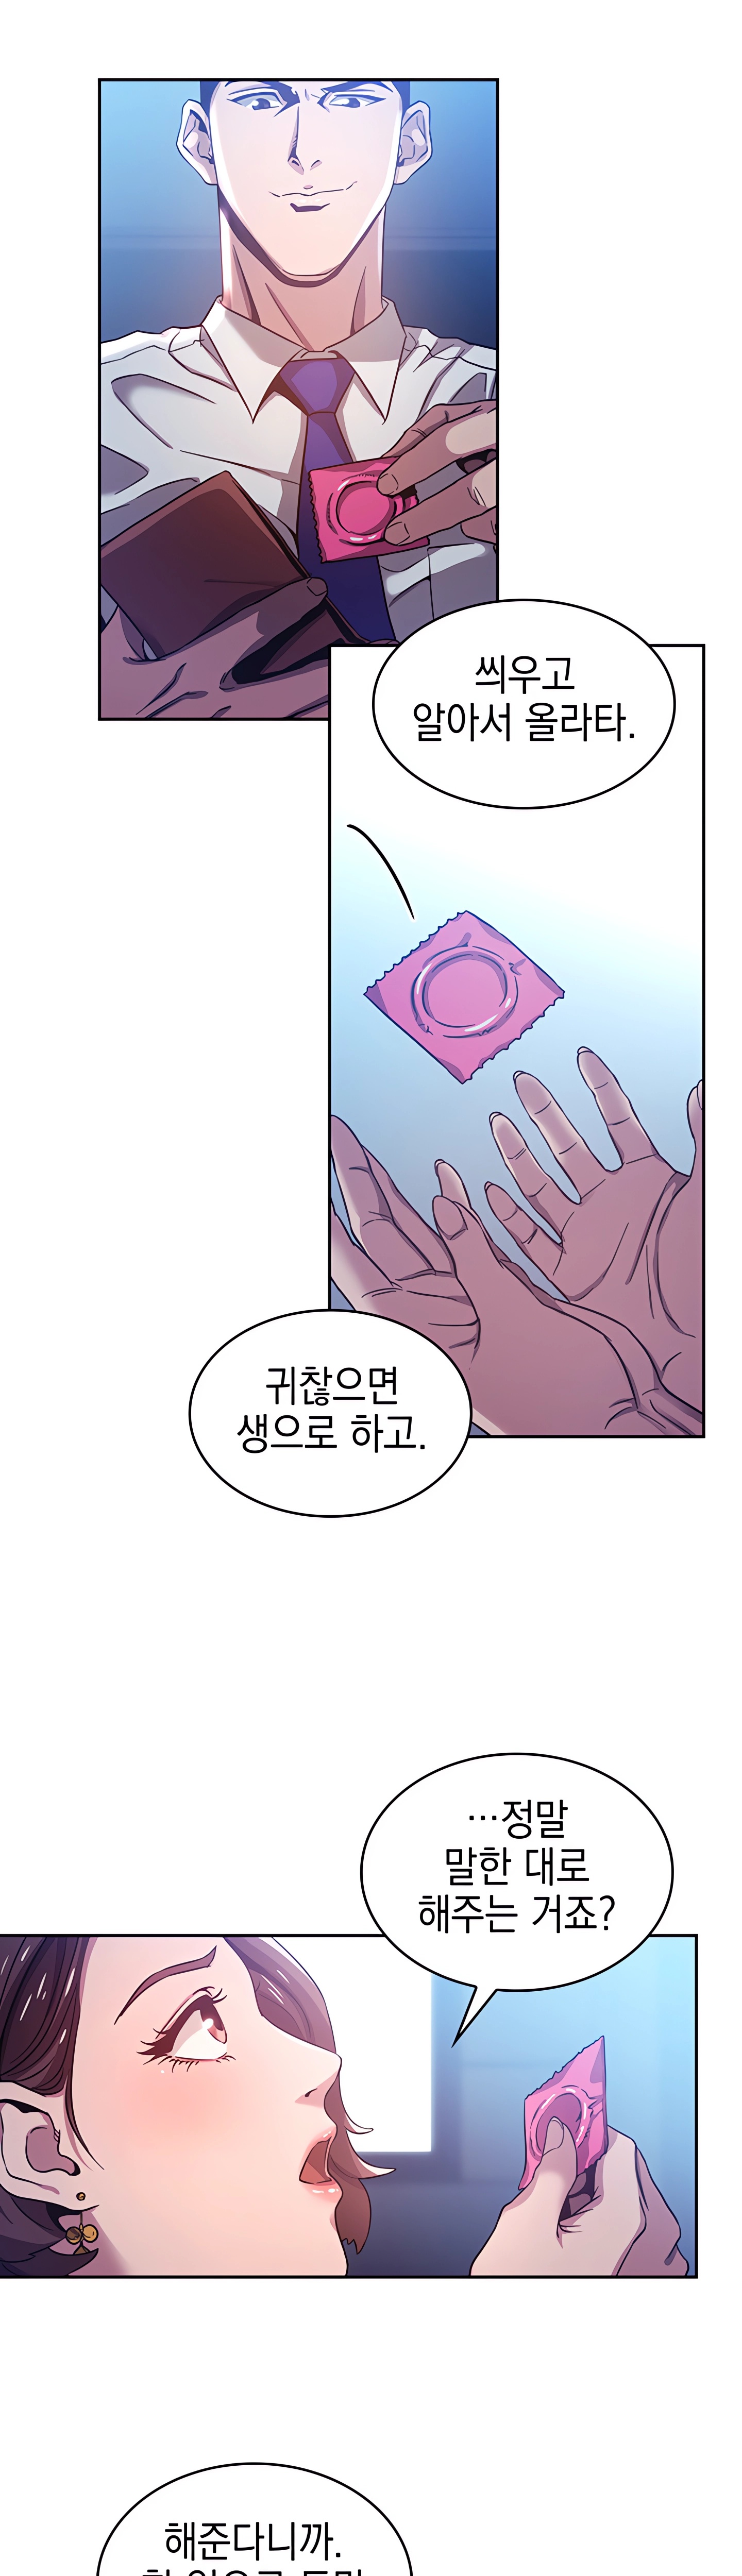 씌우고
알아서 올라타.
귀찮으면
생으로 하고.
…정말
말한 대로
해주는 거죠?
해준다니까.